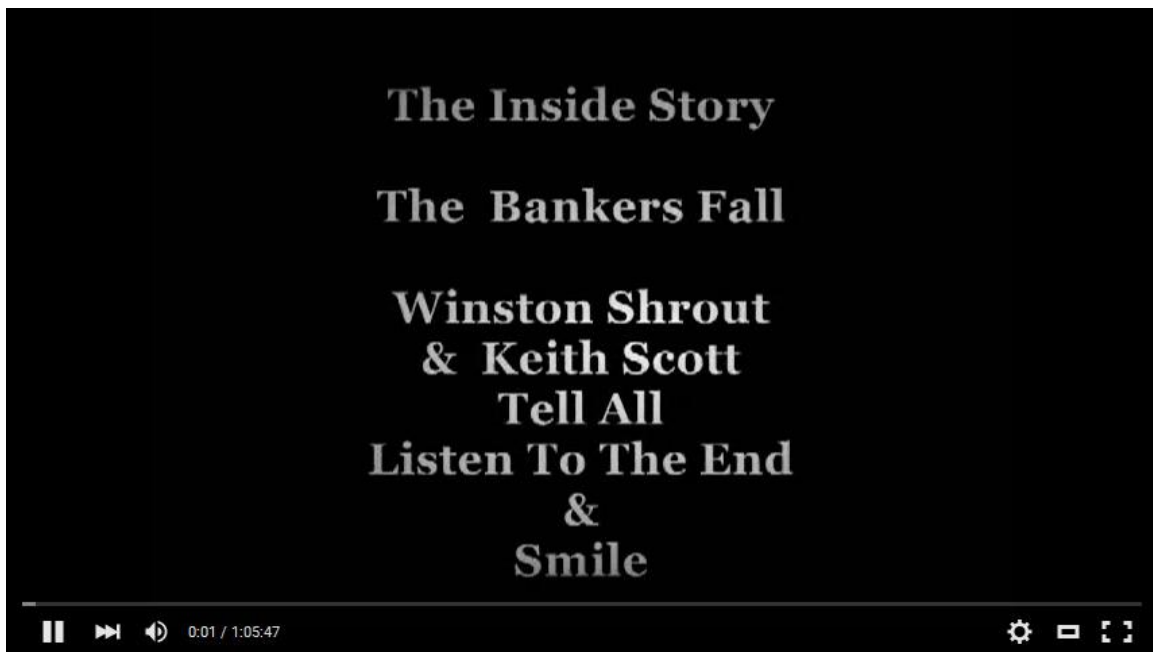 The Inside Story
The Bankers Fall
Winston Shrout
& Keith Scott
Tell All
Listen To The End
&
Smile
0:01 / 1:05:47